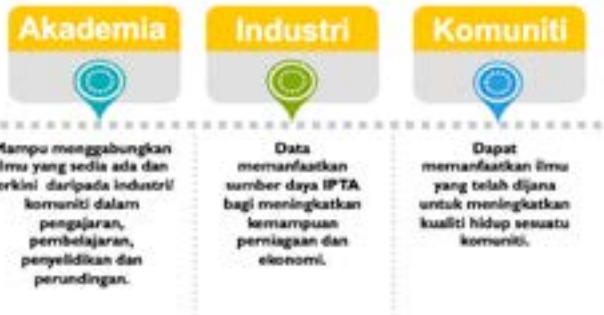 Akademia
Mampu menggabungkan
ilmu yang sedia ada dan
terkini daripada industri/
komuniti dalam
pengajaran,
pembelajaran,
penyelidikan dan
perundingan.
Industri
Data
memanfaatkan
sumber daya IPTA
bagi meningkatkan
kemampuan
perniagaan dan
ekonomi.
Komuniti
Dapat
memanfaatkan ilmu
yang telah dijana
untuk meningkatkan
kualiti hidup sesuatu
komuniti.